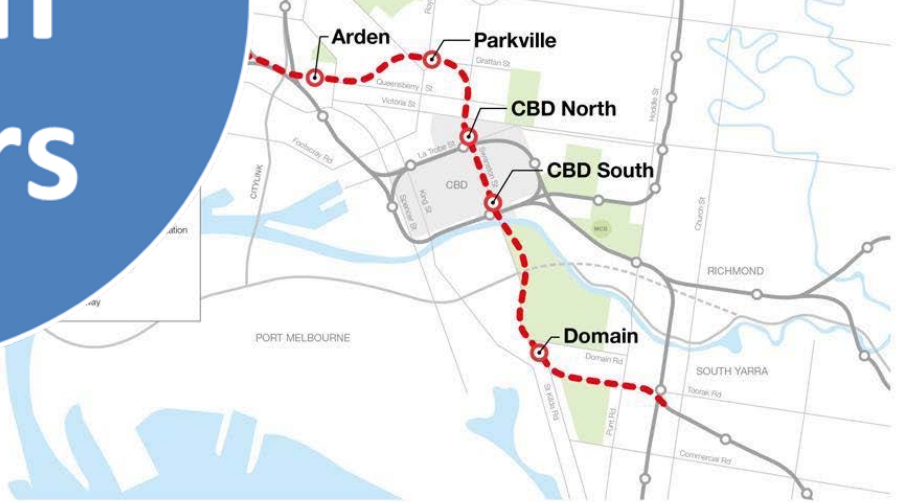 rs
Arden
Parkville
Grattan St
Queensberry St
Victoria St
CBD North
Hoddle St
Footscray Rd
La Trobe St
Swanston St
CBD South
CITYLINK
CBD
King St
Spencer St
Church St
MCG
RICHMOND
PORT MELBOURNE
Domain
Domain Rd
SOUTH YARRA
Toorak Rd
St Kilda Rd
Punt Rd
Commercial Rd